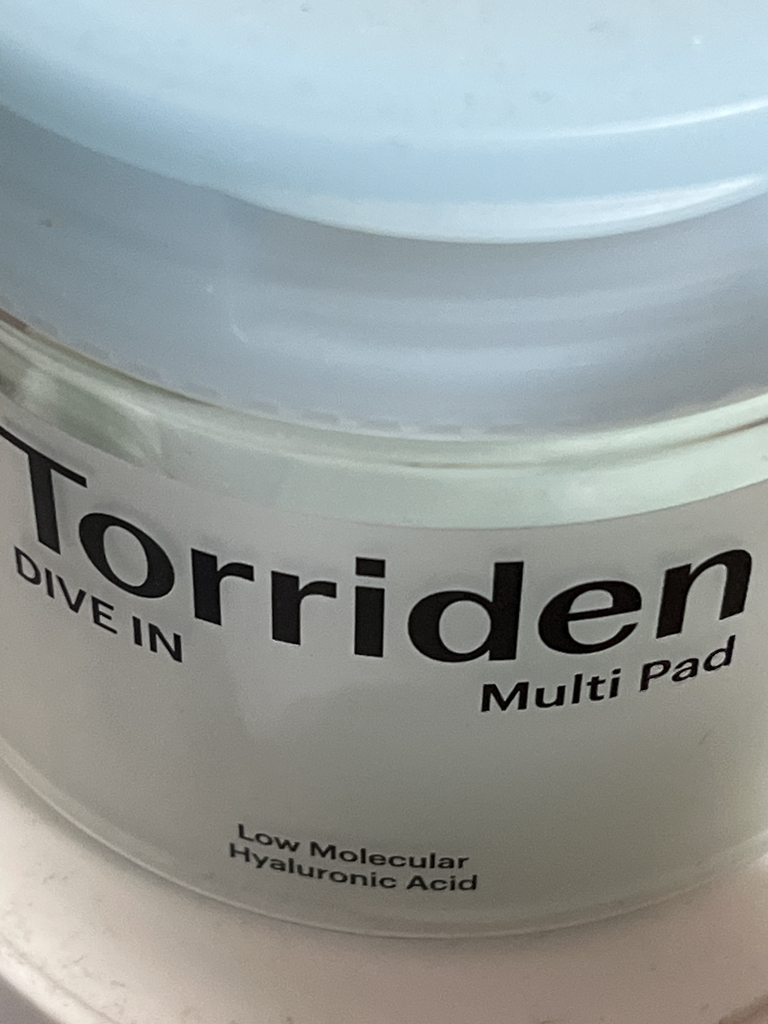 Torriden
DIVE IN
Multi Pad
Low Molecular
Hyaluronic Acid